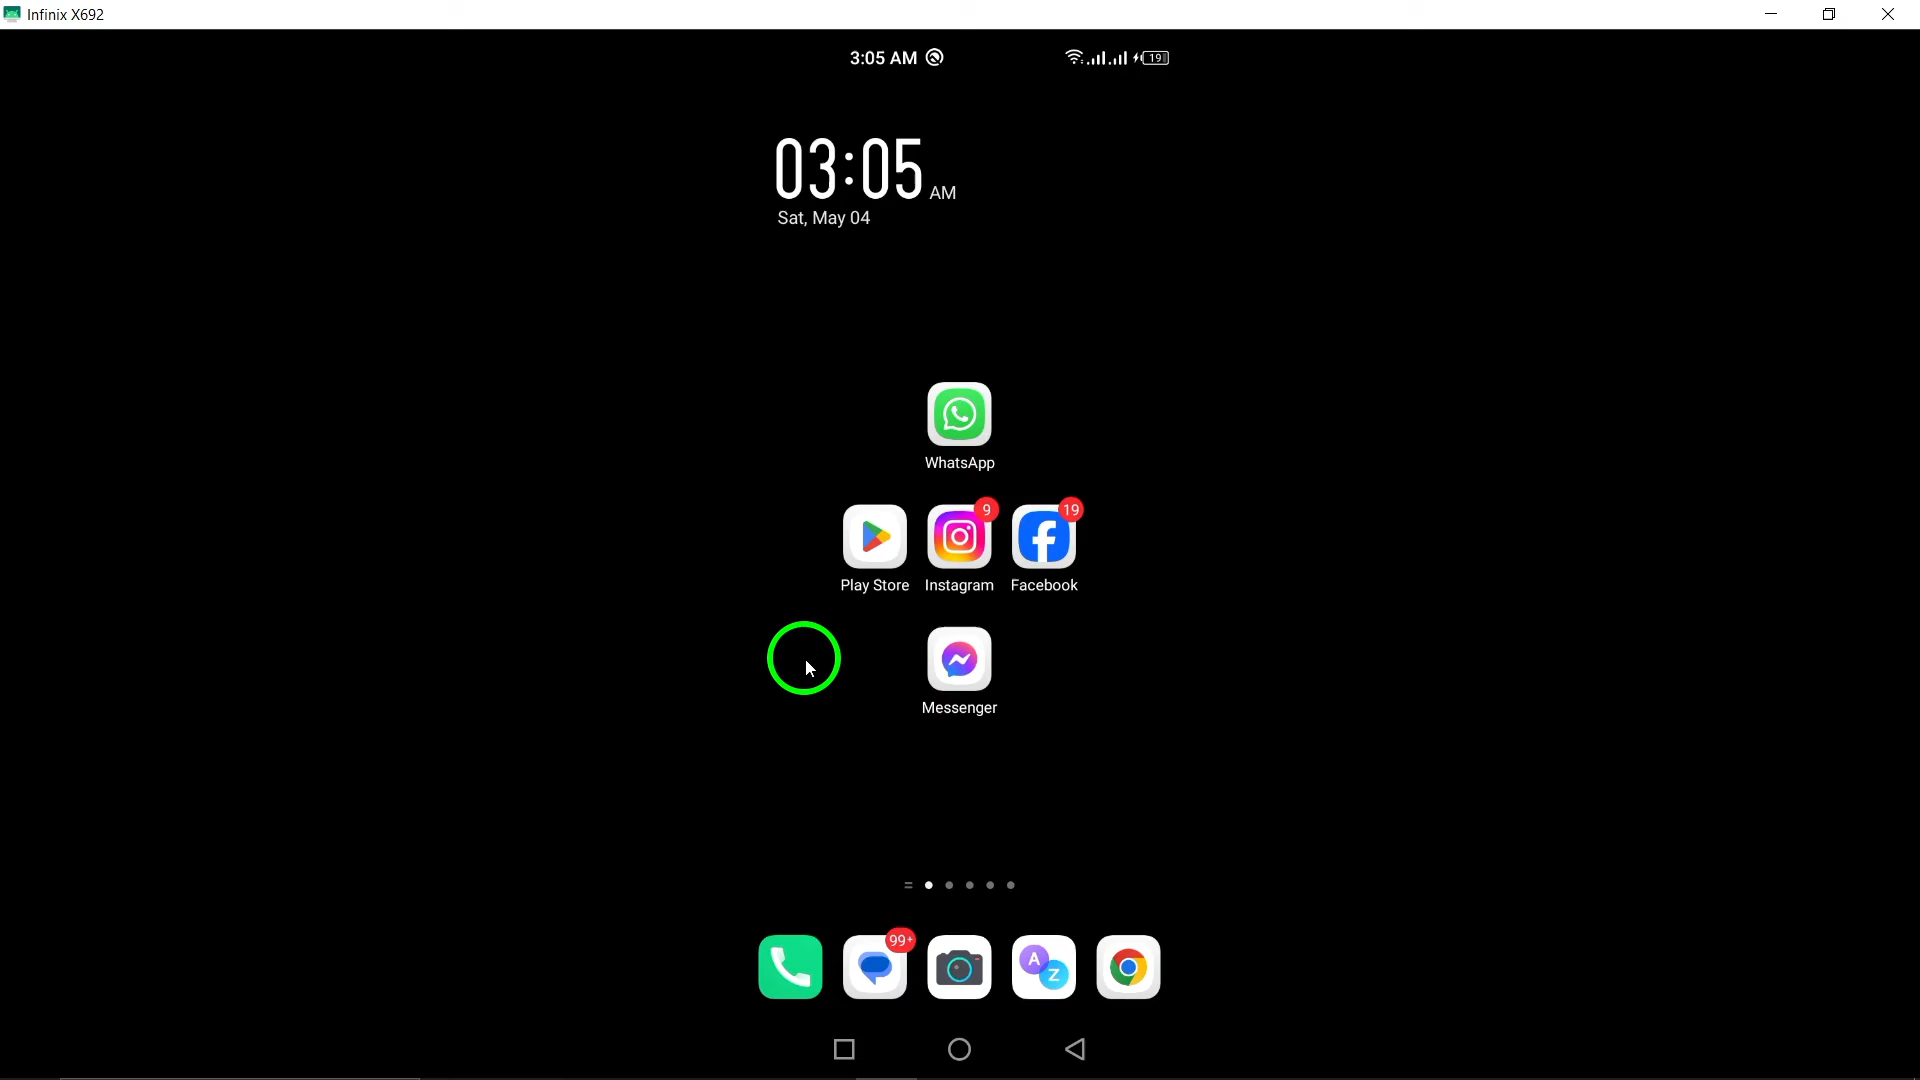 Infinix X692
3:05 AM
19
03:05 AM
Sat, May 04
WhatsApp
9
19
Play Store
Instagram
Facebook
Messenger
99+
A
Z